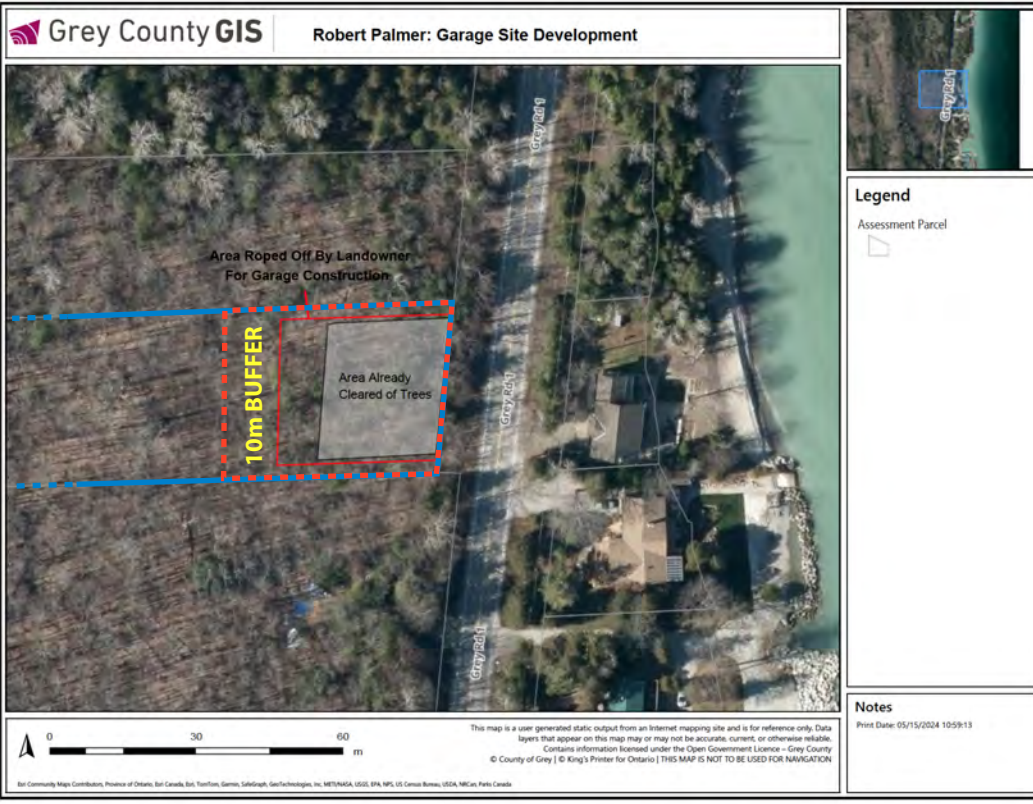 Grey County GIS
Robert Palmer: Garage Site Development
Grey Rd 1
Grey Rd 1
Legend
Assessment Parcel
Area Roped Off By Landowner
For Garage Construction
10m BUFFER
Area Already
Cleared of Trees
Grey Rd 1
Grey Rd 1
Notes
Print Date: 05/15/2024 10:59:13
0 30 60
m
This map is a user generated static output from an Internet mapping site and is for reference only. Data
layers that appear on this map may or may not be accurate, current, or otherwise reliable.
Contains information licensed under the Open Government Licence – Grey County
© County of Grey | © King's Printer for Ontario | THIS MAP IS NOT TO BE USED FOR NAVIGATION
Esri Community Maps Contributors, Province of Ontario, Esri Canada, Esri, TomTom, Garmin, SafeGraph, GeoTechnologies, Inc, METI/NASA, USGS, EPA, NPS, US Census Bureau, USDA, NRCan, Parks Canada